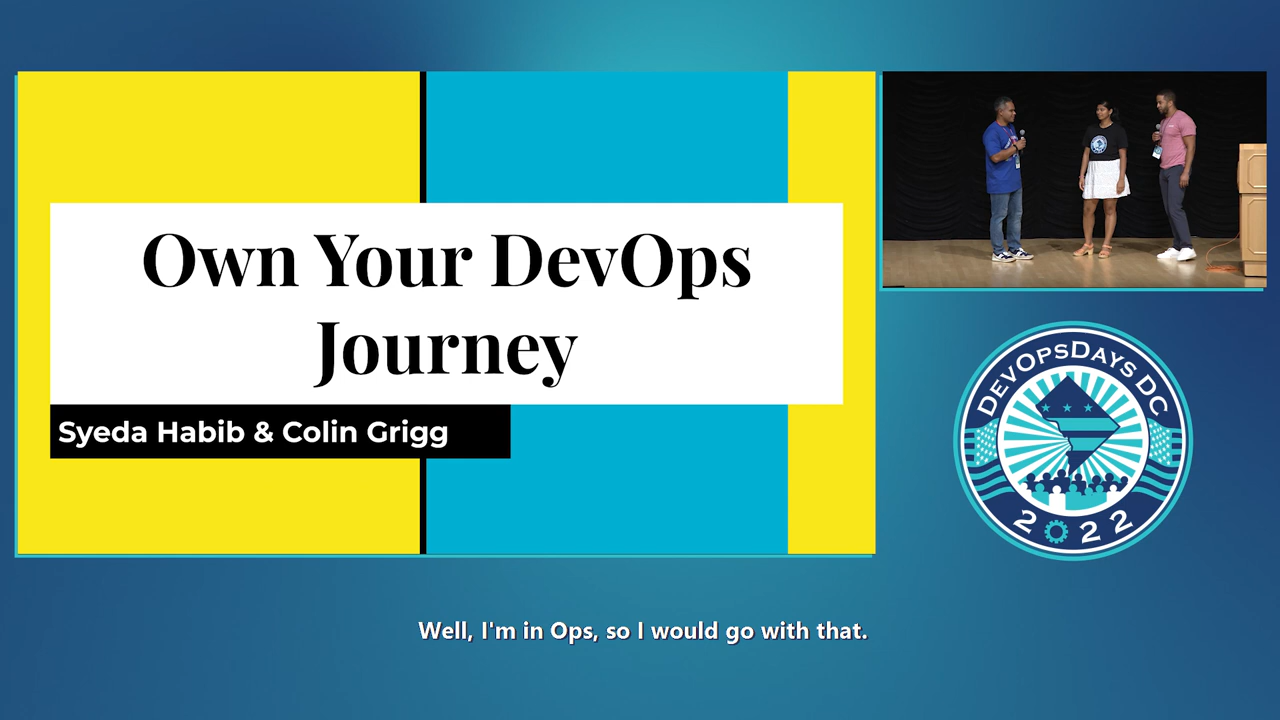 Own Your DevOps
Journey
Syeda Habib & Colin Grigg
DEVOPSDAYS DC
2022
Well, I'm in Ops, so I would go with that.